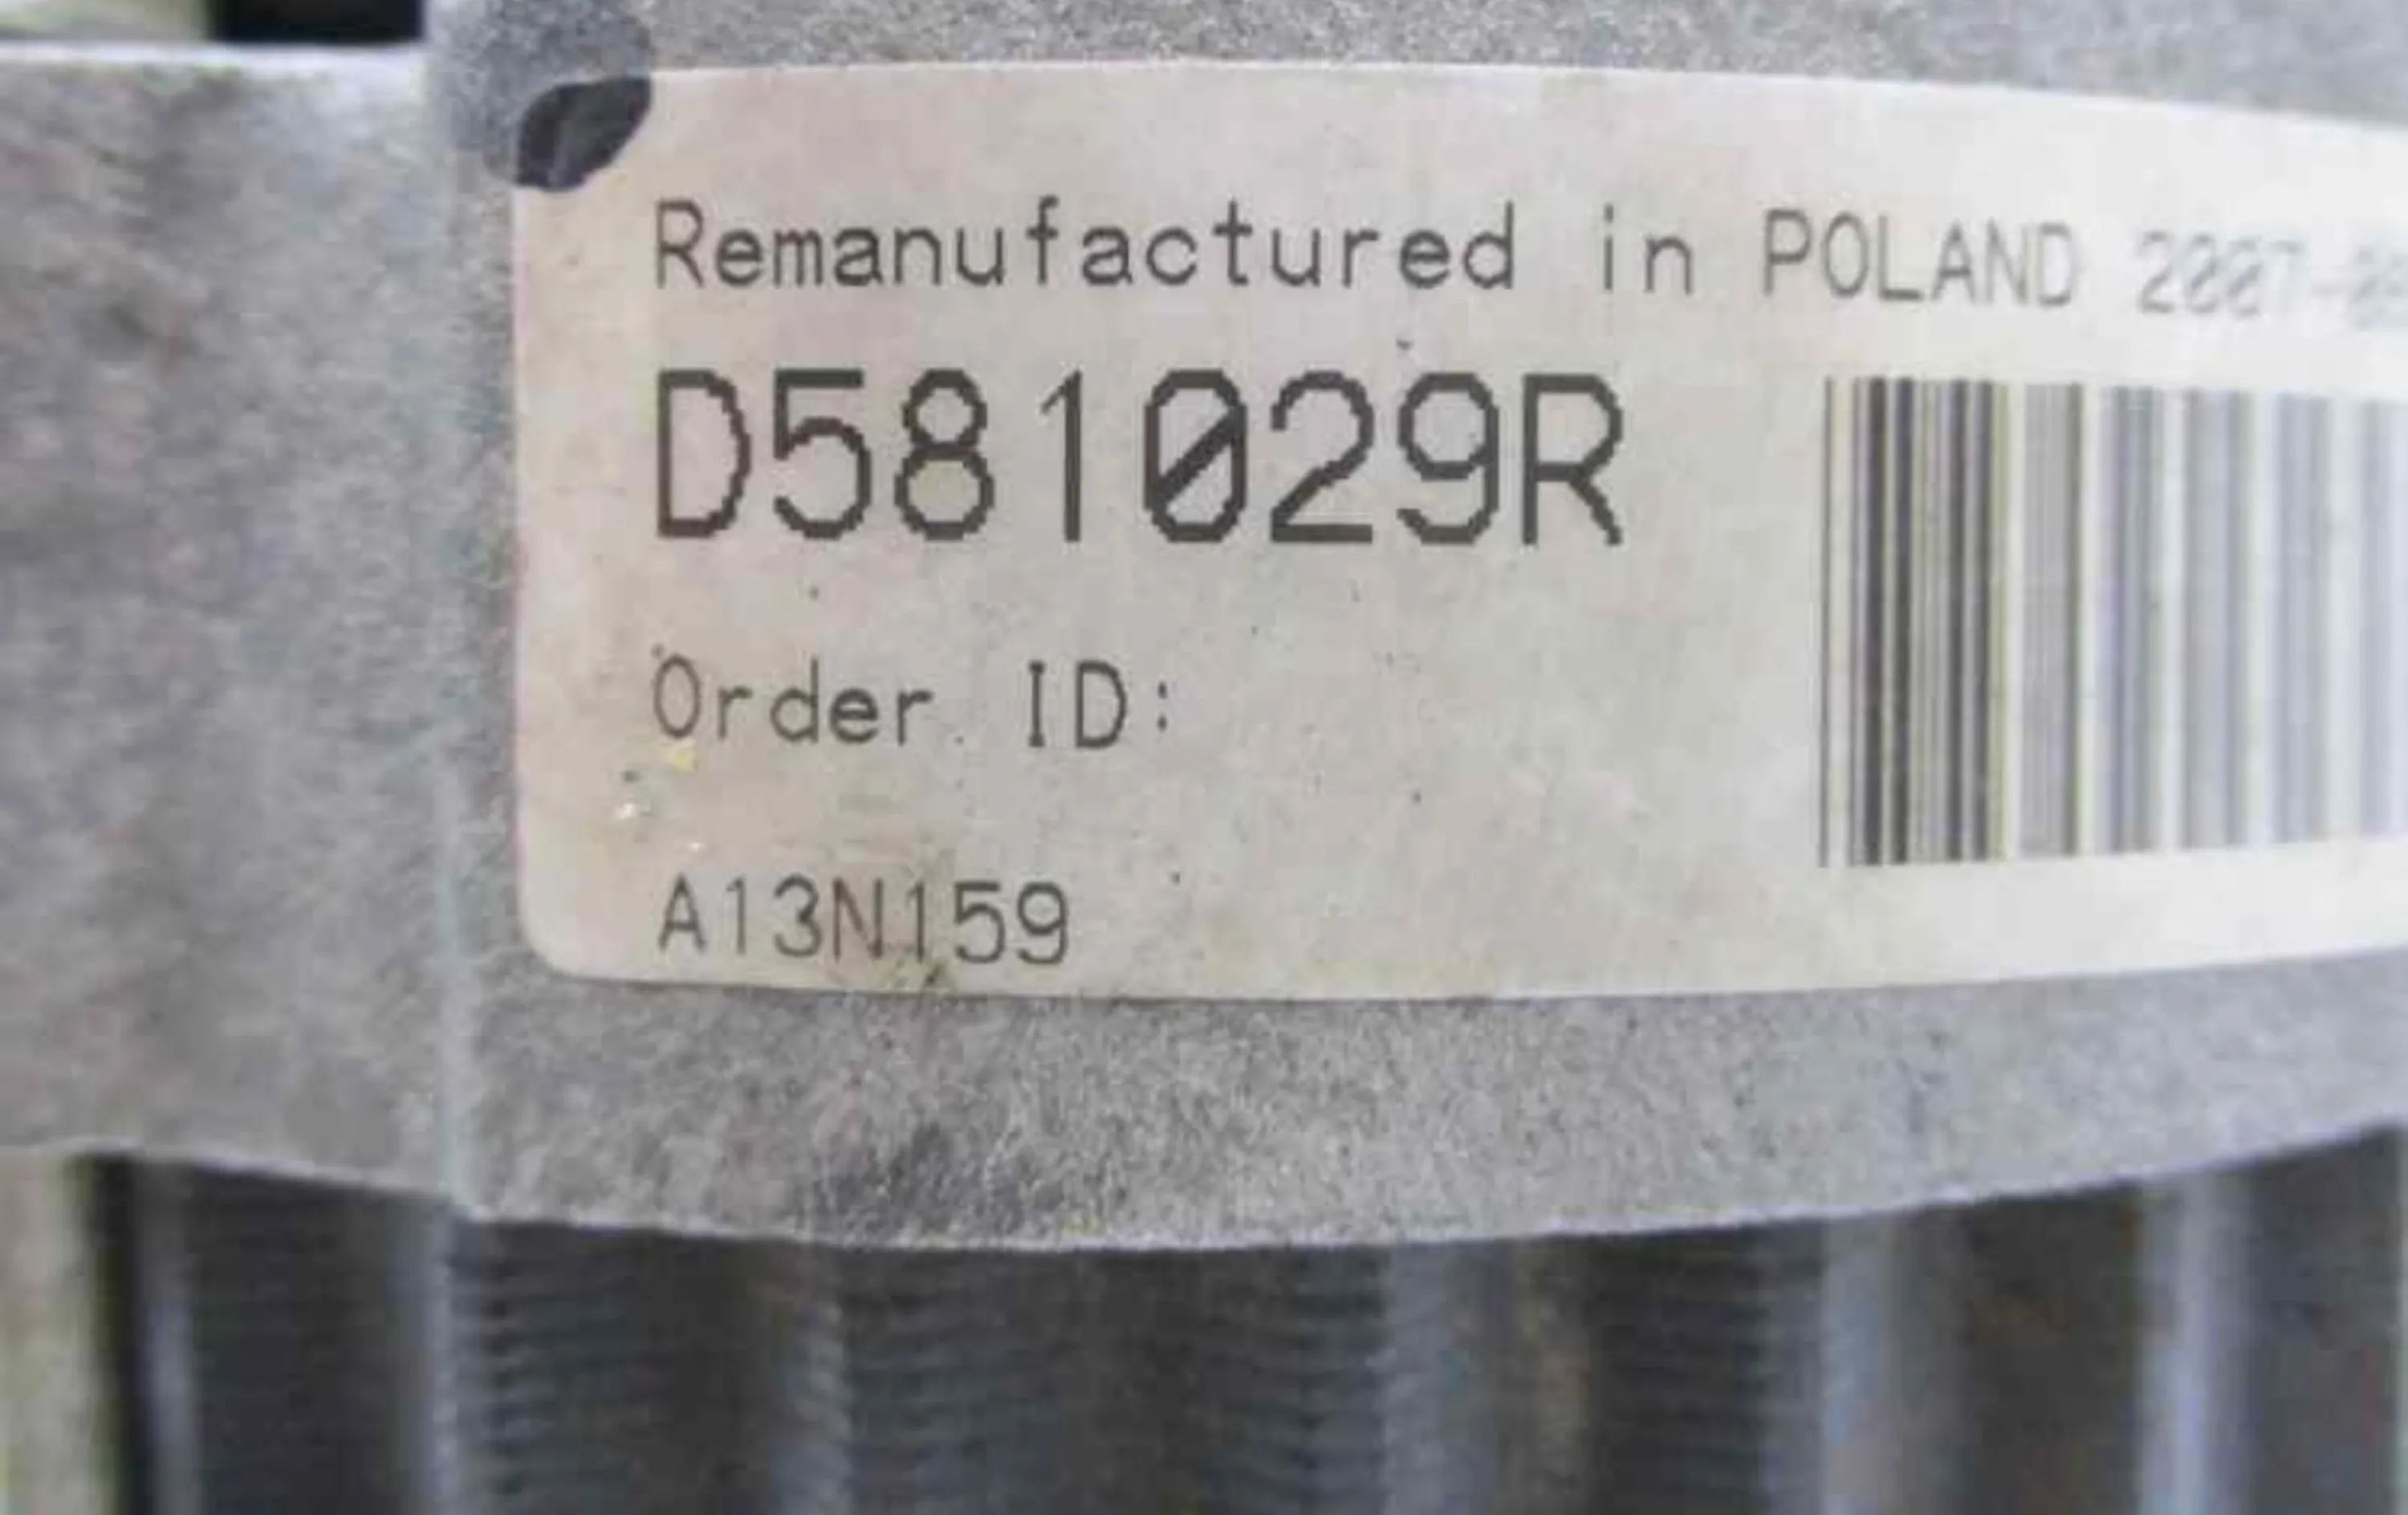 Remanufactured in POLAND
D581029R
Order ID:
A13N159